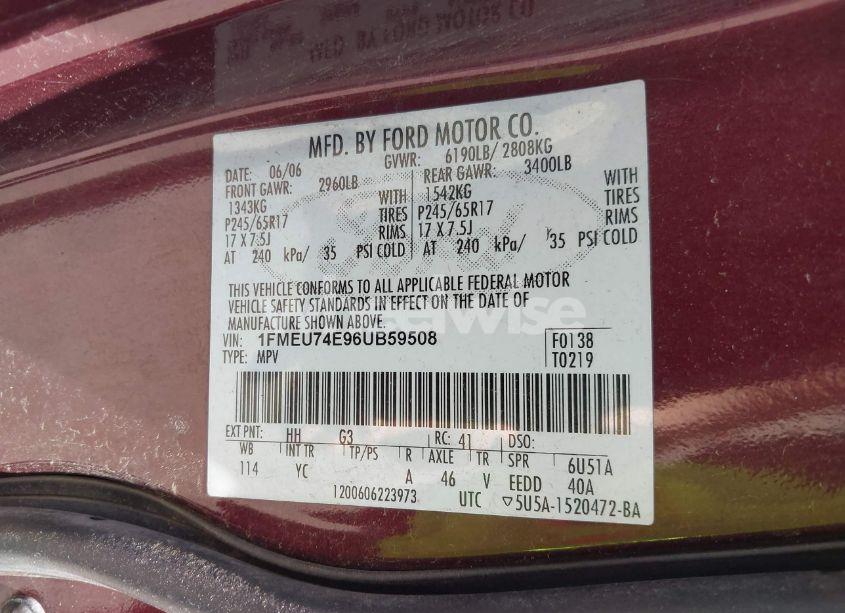 MFD. BY FORD MOTOR CO.
DATE: 06/06 GVWR: 6190LB/ 2808KG
FRONT GAWR: 2960LB REAR GAWR: 3400LB
1343KG WITH 1542KG WITH
P245/65R17 TIRES P245/65R17 TIRES
17 X 7.5J RIMS 17 X 7.5J RIMS
AT 240 kPa/ 35 PSI COLD AT 240 kPa/ 35 PSI COLD
THIS VEHICLE CONFORMS TO ALL APPLICABLE FEDERAL MOTOR
VEHICLE SAFETY STANDARDS IN EFFECT ON THE DATE OF
MANUFACTURE SHOWN ABOVE.
VIN: 1FMEU74E96UB59508 F0138
TYPE: MPV T0219
EXT PNT: HH G3 RC: 41 DSO:
WB INT TR TP/PS R AXLE TR SPR 6U51A
114 YC A 46 V EEDD 40A
1200606223973 UTC ▽5U5A-1520472-BA